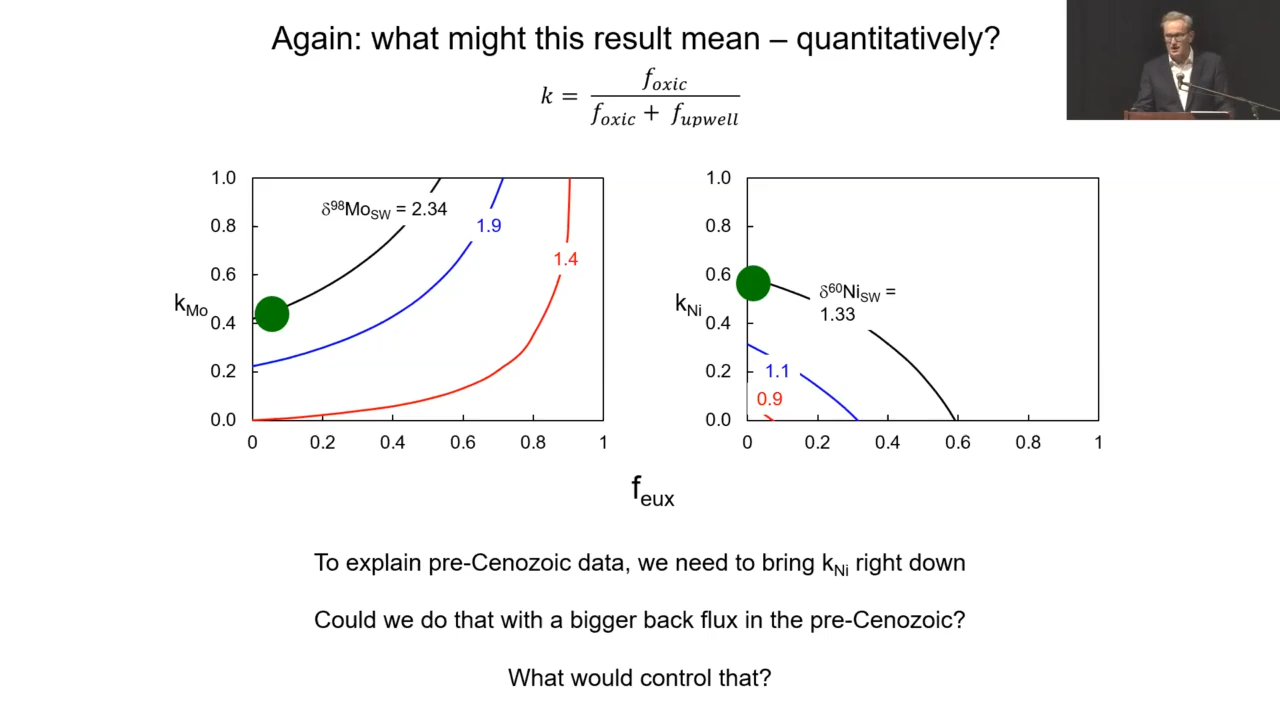 Again: what might this result mean – quantitatively?
k = f_oxic / (f_oxic + f_upwell)
1.0
0.8
0.6
0.4
0.2
0.0
k_Mo
δ⁹⁸Mo_SW = 2.34
1.9
1.4
0 0.2 0.4 0.6 0.8 1
1.0
0.8
0.6
0.4
0.2
0.0
k_Ni
δ⁶⁰Ni_SW =
1.33
1.1
0.9
0 0.2 0.4 0.6 0.8 1
f_eux
To explain pre-Cenozoic data, we need to bring k_Ni right down
Could we do that with a bigger back flux in the pre-Cenozoic?
What would control that?